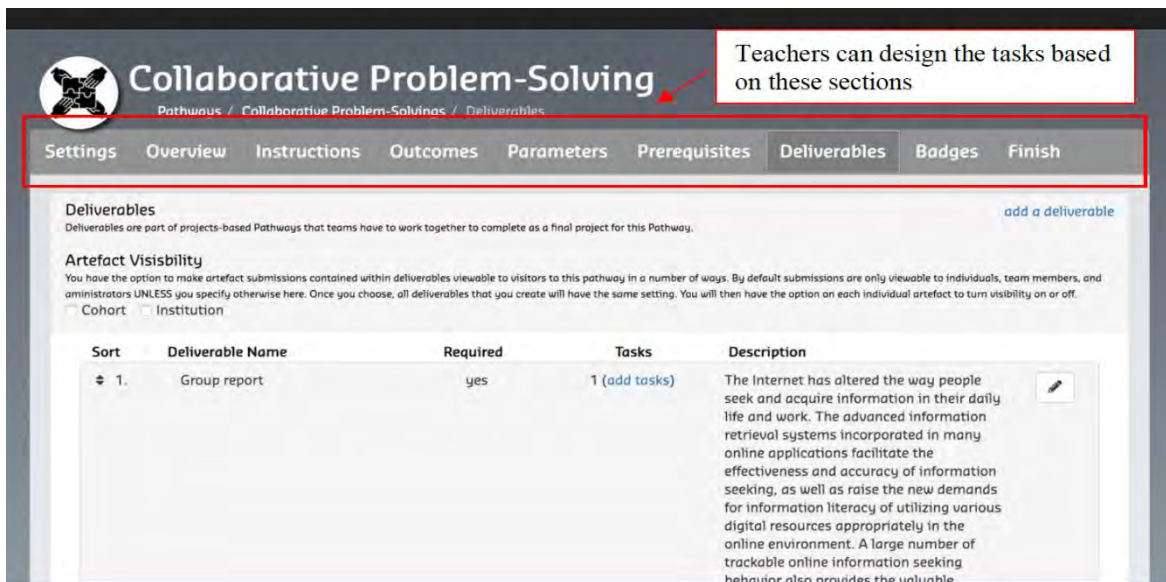 Teachers can design the tasks based
on these sections
Collaborative Problem-Solving
Pathways / Collaborative Problem-Solvings / Deliverables
Settings Overview Instructions Outcomes Parameters Prerequisites Deliverables Badges Finish
Deliverables
add a deliverable
Deliverables are part of projects-based Pathways that teams have to work together to complete as a final project for this Pathway.
Artefact Visisbility
You have the option to make artefact submissions contained within deliverables viewable to visitors to this pathway in a number of ways. By default submissions are only viewable to individuals, team members, and
aministrators UNLESS you specify otherwise here. Once you choose, all deliverables that you create will have the same setting. You will then have the option on each individual artefact to turn visibility on or off.
Cohort Institution
Sort Deliverable Name Required Tasks Description
1. Group report yes 1 (add tasks) The Internet has altered the way people
seek and acquire information in their daily
life and work. The advanced information
retrieval systems incorporated in many
online applications facilitate the
effectiveness and accuracy of information
seeking, as well as raise the new demands
for information literacy of utilizing various
digital resources appropriately in the
online environment. A large number of
trackable online information seeking
behavior also provides the valuable